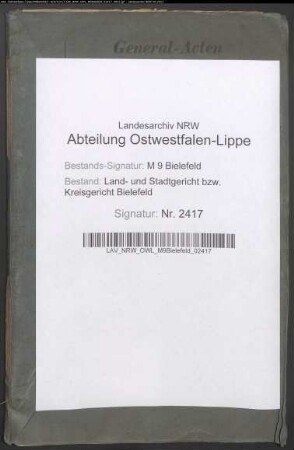 General-Acten
Landesarchiv NRW
Abteilung Ostwestfalen-Lippe
Bestands-Signatur: M 9 Bielefeld
Bestand: Land- und Stadtgericht bzw.
Kreisgericht Bielefeld
Signatur: Nr. 2417
LAV_NRW_OWL_M9Bielefeld_02417